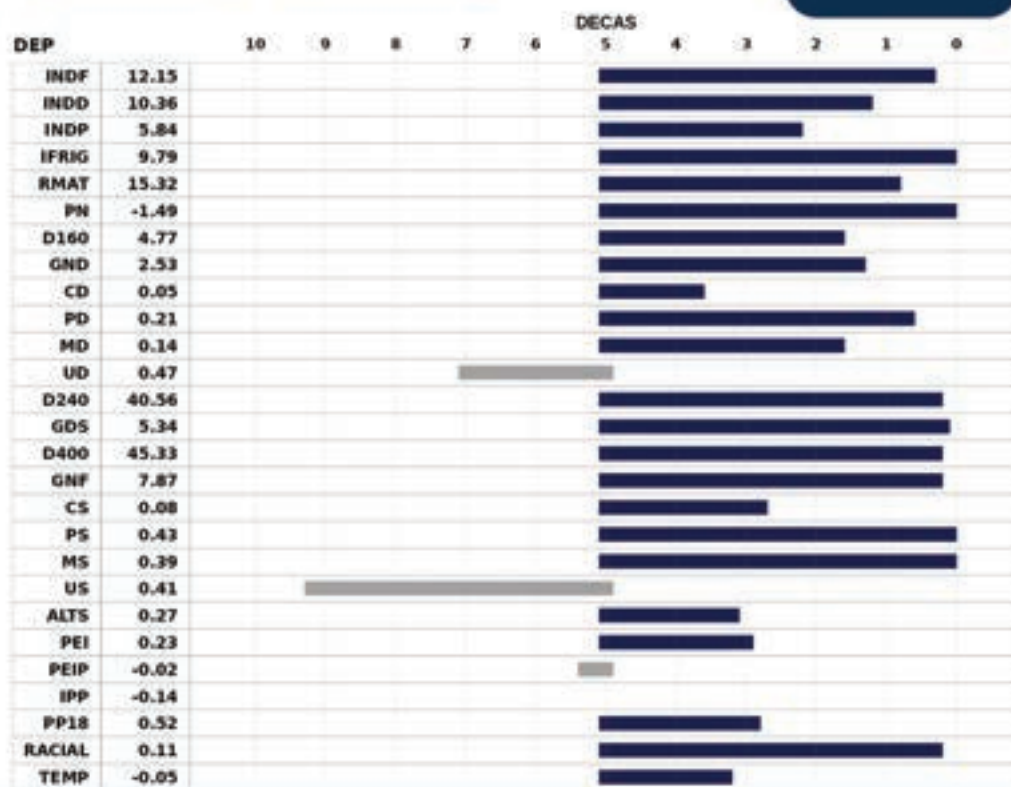 DECAS
DEP 10 9 8 7 6 5 4 3 2 1 0
INDF 12.15
INDD 10.36
INDP 5.84
IFRIG 9.79
RMAT 15.32
PN -1.49
D160 4.77
GND 2.53
CD 0.05
PD 0.21
MD 0.14
UD 0.47
D240 40.56
GDS 5.34
D400 45.33
GNF 7.87
CS 0.08
PS 0.43
MS 0.39
US 0.41
ALTS 0.27
PEI 0.23
PEIP -0.02
IPP -0.14
PP18 0.52
RACIAL 0.11
TEMP -0.05